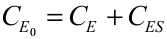 C_{E_0} = C_E + C_{ES}